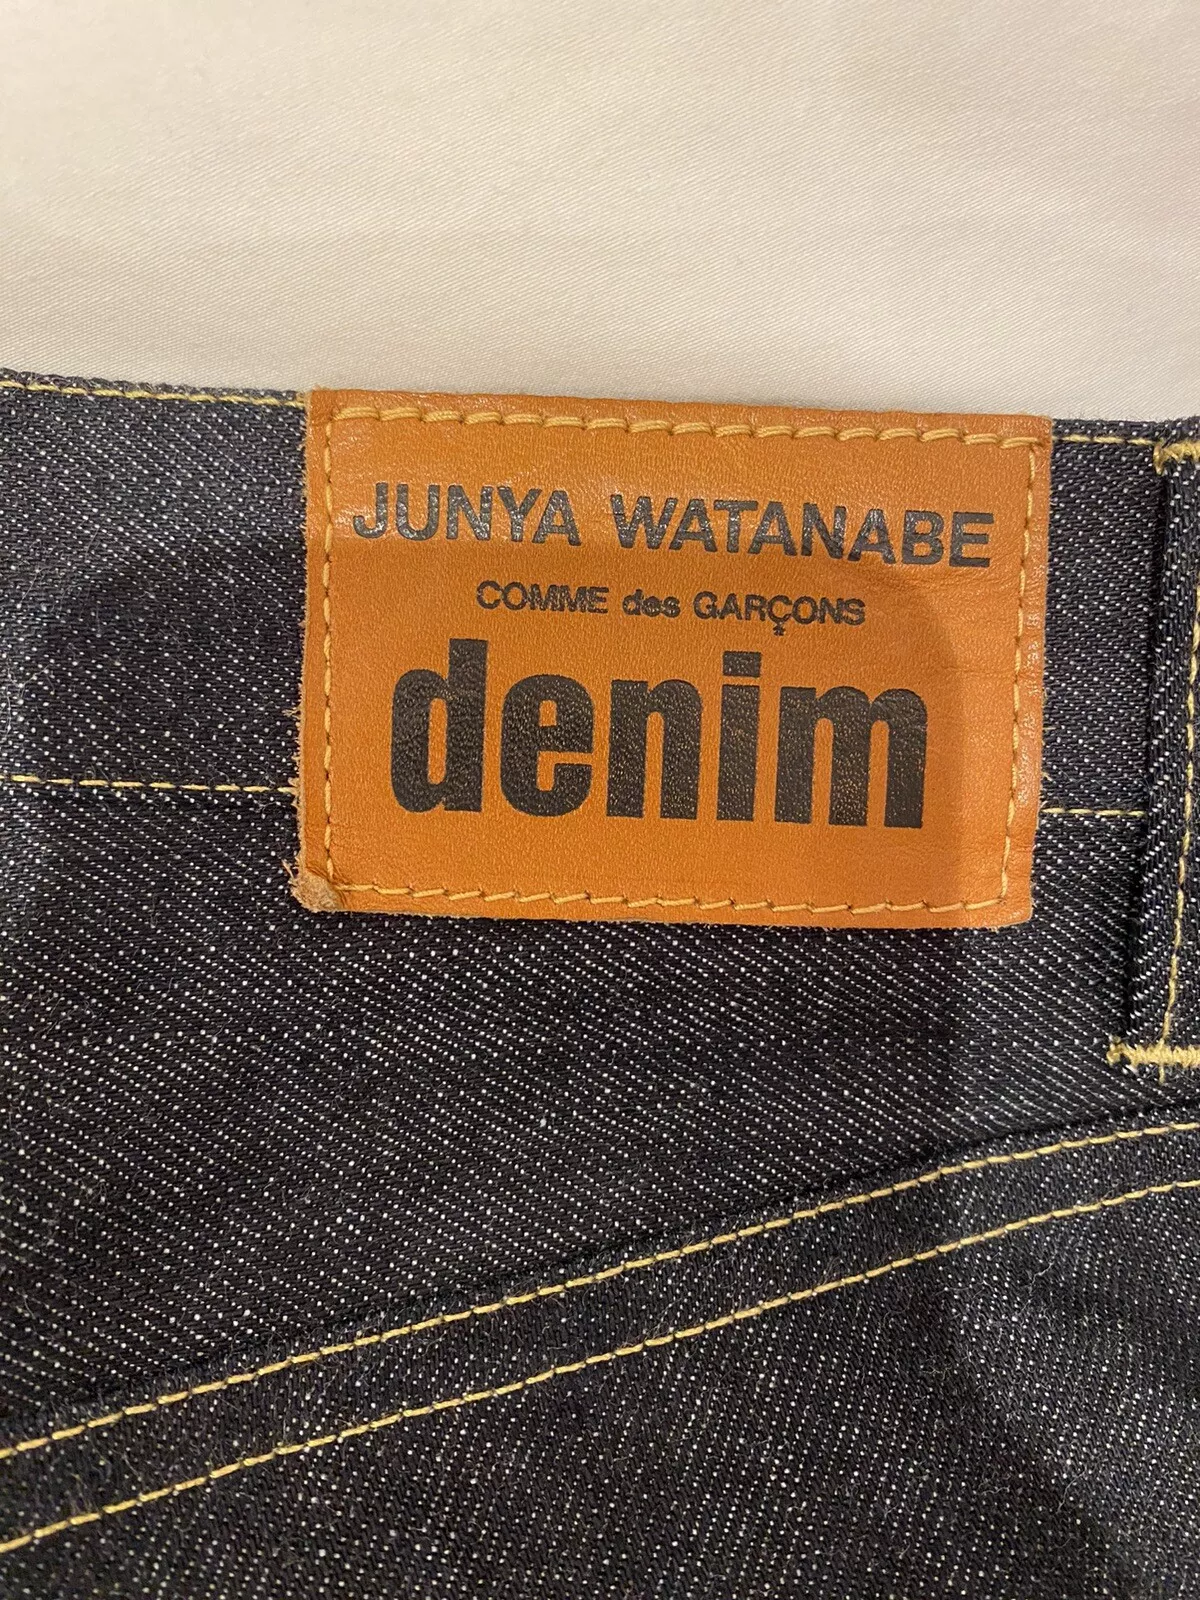 JUNYA WATANABE
COMME des GARÇONS
denim